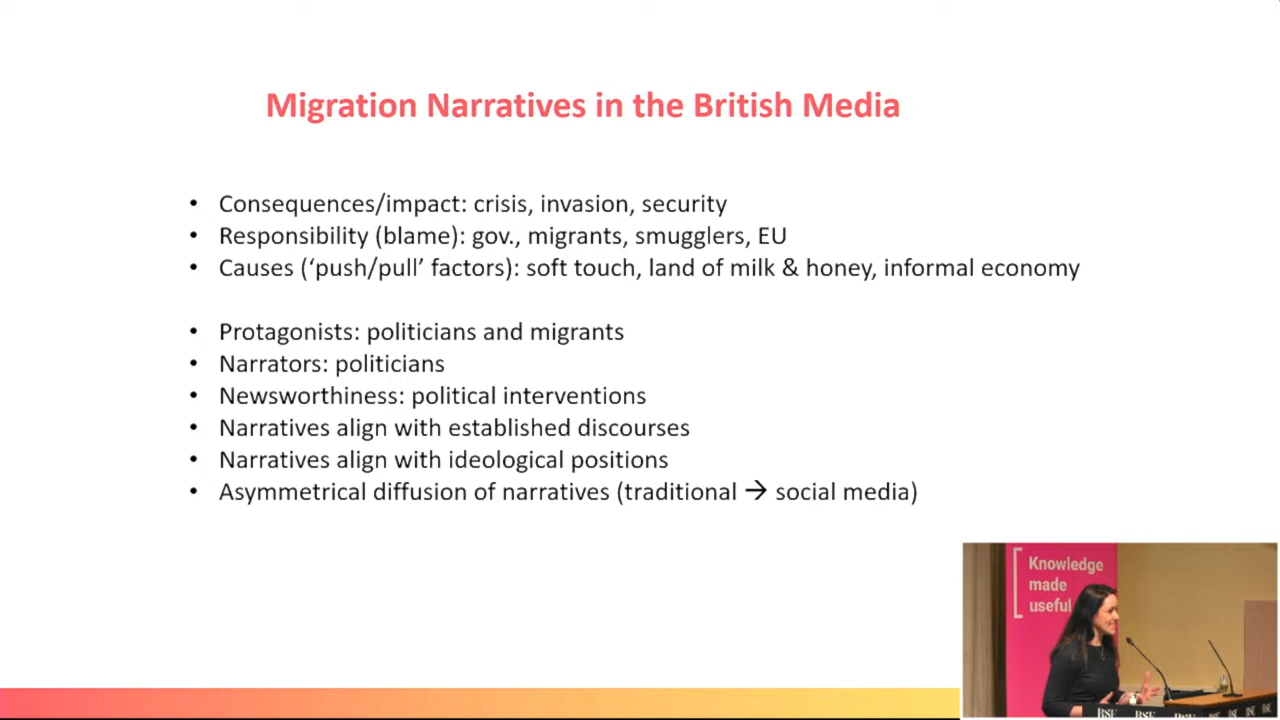 Migration Narratives in the British Media
• Consequences/impact: crisis, invasion, security
• Responsibility (blame): gov., migrants, smugglers, EU
• Causes (‘push/pull’ factors): soft touch, land of milk & honey, informal economy
• Protagonists: politicians and migrants
• Narrators: politicians
• Newsworthiness: political interventions
• Narratives align with established discourses
• Narratives align with ideological positions
• Asymmetrical diffusion of narratives (traditional → social media)
Knowledge
made
useful
RSE RSE RSE